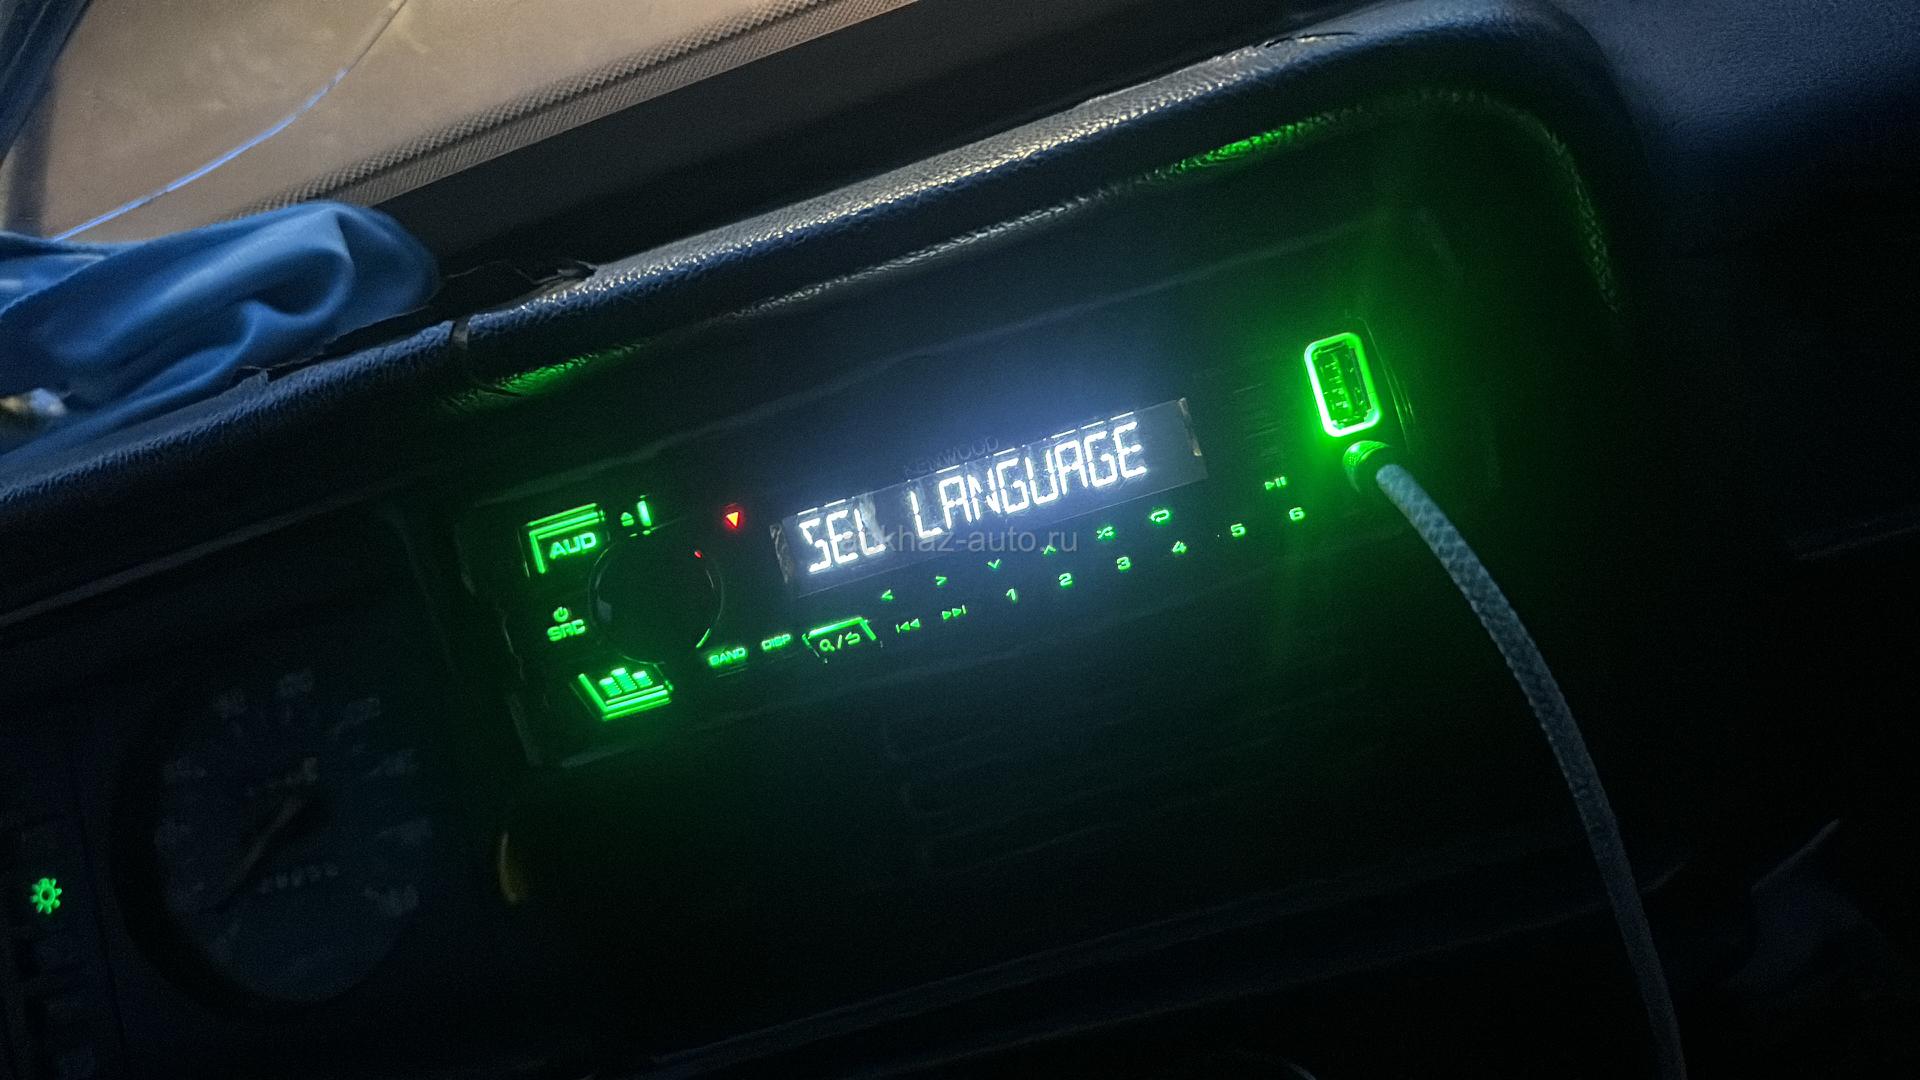 KENWOOD
SEL LANGUAGE
AUD
SRC
BAND DISP
1 2 3 4 5 6
khaz-auto.ru